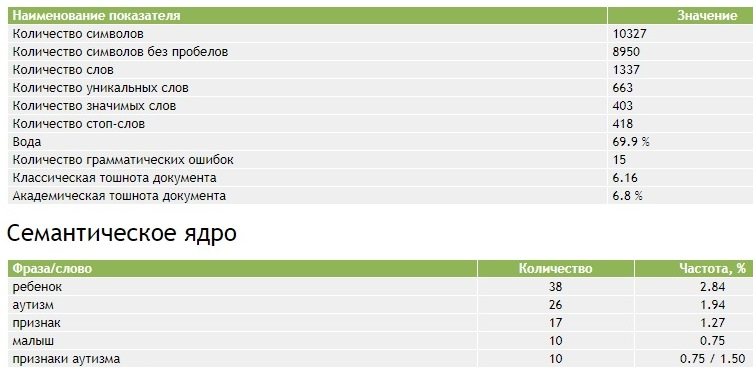 Наименование показателя Значение
Количество символов 10327
Количество символов без пробелов 8950
Количество слов 1337
Количество уникальных слов 663
Количество значимых слов 403
Количество стоп-слов 418
Вода 69.9 %
Количество грамматических ошибок 15
Классическая тошнота документа 6.16
Академическая тошнота документа 6.8 %
Семантическое ядро
Фраза/слово Количество Частота, %
ребенок 38 2.84
аутизм 26 1.94
признак 17 1.27
малыш 10 0.75
признаки аутизма 10 0.75 / 1.50